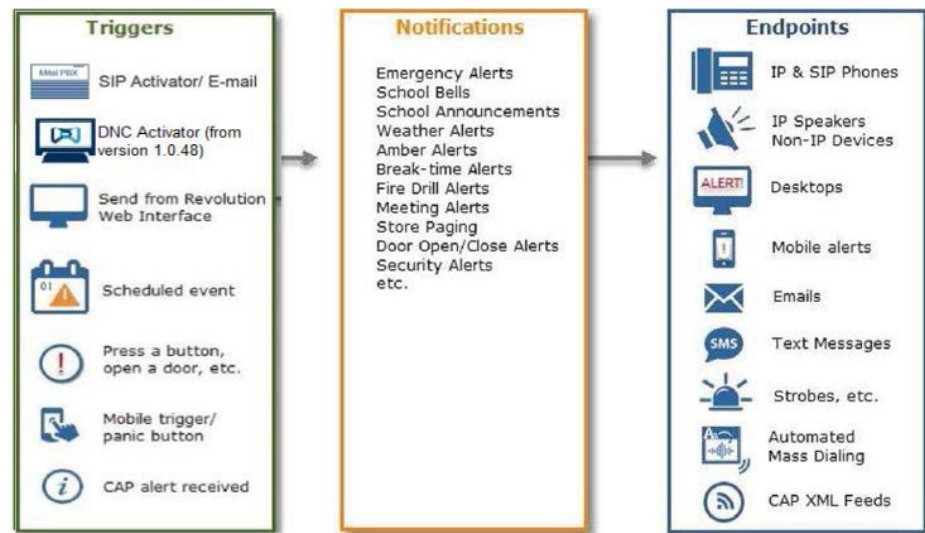 Triggers
Mitel PBX
SIP Activator/ E-mail
DNC Activator (from
version 1.0.48)
Send from Revolution
Web Interface
01
Scheduled event
!
Press a button,
open a door, etc.
Mobile trigger/
panic button
i
CAP alert received
Notifications
Emergency Alerts
School Bells
School Announcements
Weather Alerts
Amber Alerts
Break-time Alerts
Fire Drill Alerts
Meeting Alerts
Store Paging
Door Open/Close Alerts
Security Alerts
etc.
Endpoints
IP & SIP Phones
IP Speakers
Non-IP Devices
ALERT!
Desktops
!
Mobile alerts
Emails
SMS
Text Messages
Strobes, etc.
A
Automated
Mass Dialing
CAP XML Feeds